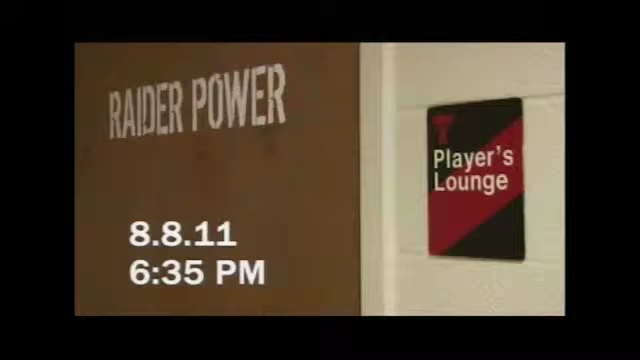 RAIDER POWER
8.8.11
6:35 PM
Player's
Lounge